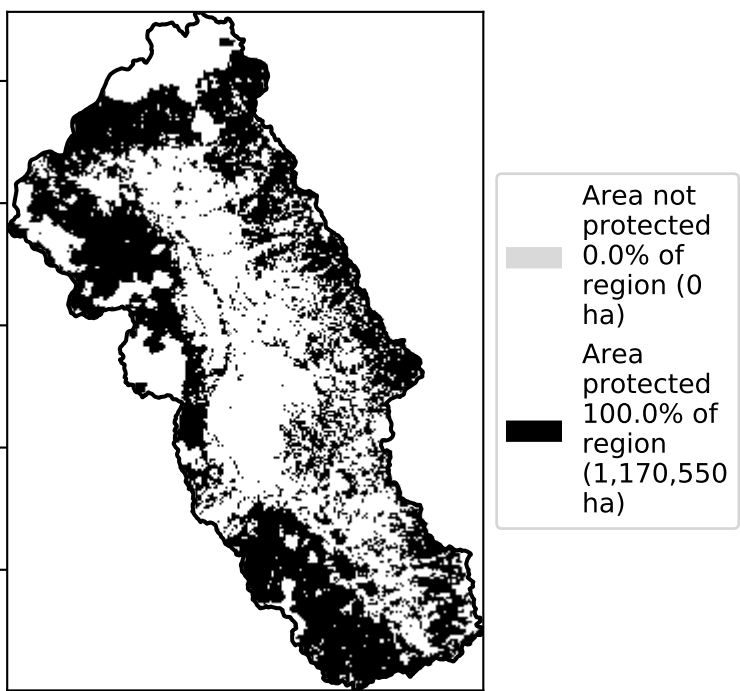 Area not
protected
0.0% of
region (0
ha)
Area
protected
100.0% of
region
(1,170,550
ha)